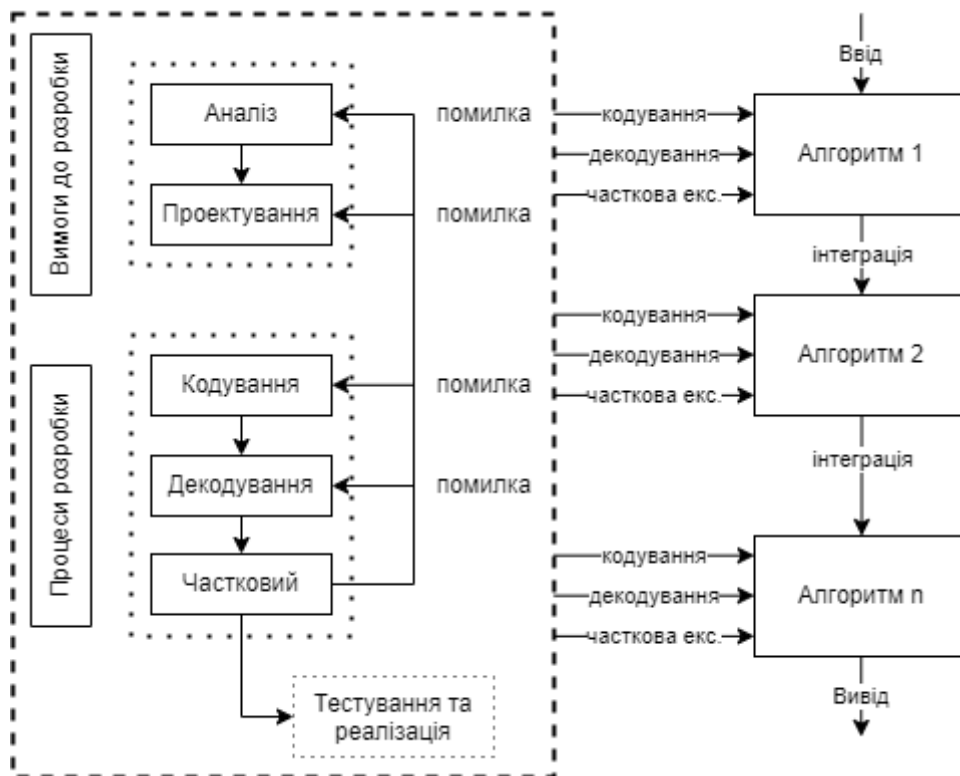 Вимоги до розробки
Аналіз
Проектування
помилка
помилка
Процеси розробки
Кодування
Декодування
Частковий
помилка
помилка
Тестування та
реалізація
Ввід
кодування
декодування
часткова екс.
Алгоритм 1
інтеграція
кодування
декодування
часткова екс.
Алгоритм 2
інтеграція
кодування
декодування
часткова екс.
Алгоритм n
Вивід